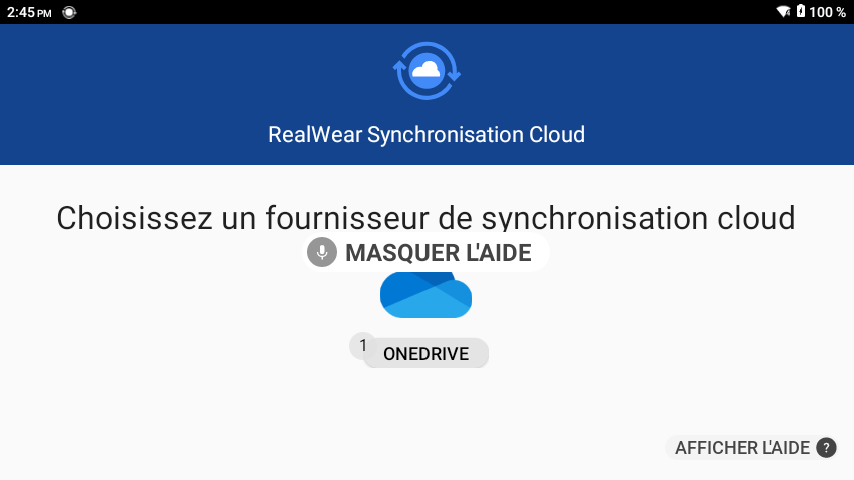 2:45 PM
100 %
RealWear Synchronisation Cloud
Choisissez un fournisseur de synchronisation cloud
MASQUER L'AIDE
1
ONEDRIVE
AFFICHER L'AIDE ?